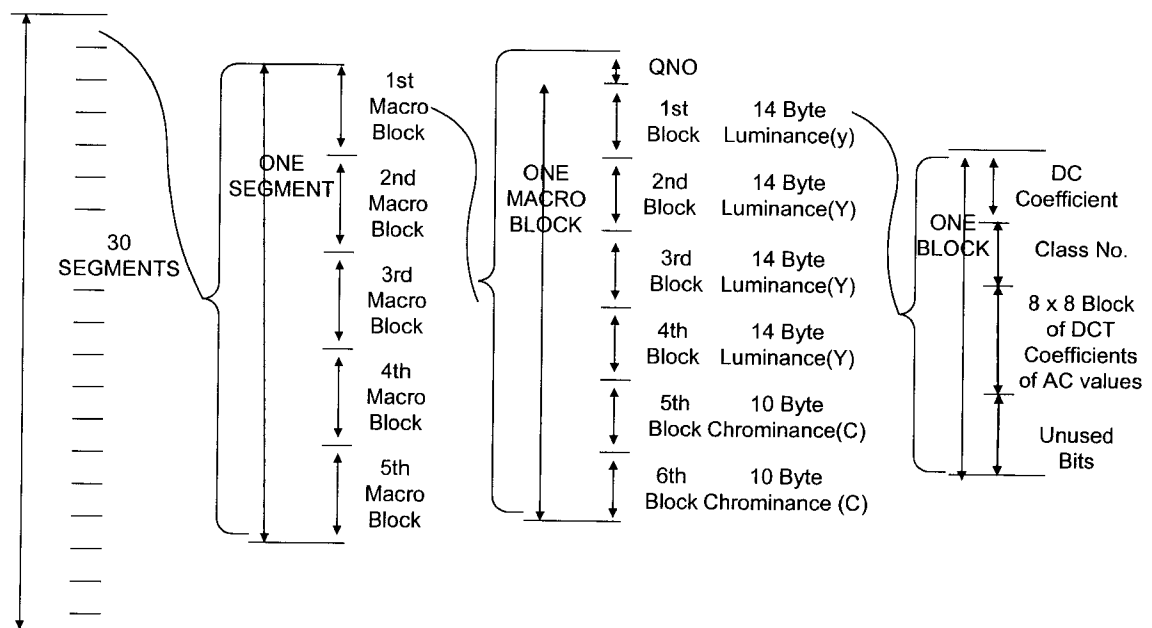 30
SEGMENTS
ONE
SEGMENT
1st
Macro
Block
2nd
Macro
Block
3rd
Macro
Block
4th
Macro
Block
5th
Macro
Block
ONE
MACRO
BLOCK
QNO
1st 14 Byte
Block Luminance(y)
2nd 14 Byte
Block Luminance(Y)
3rd 14 Byte
Block Luminance(Y)
4th 14 Byte
Block Luminance(Y)
5th 10 Byte
Block Chrominance(C)
6th 10 Byte
Block Chrominance (C)
ONE
BLOCK
DC
Coefficient
Class No.
8 x 8 Block
of DCT
Coefficients
of AC values
Unused
Bits